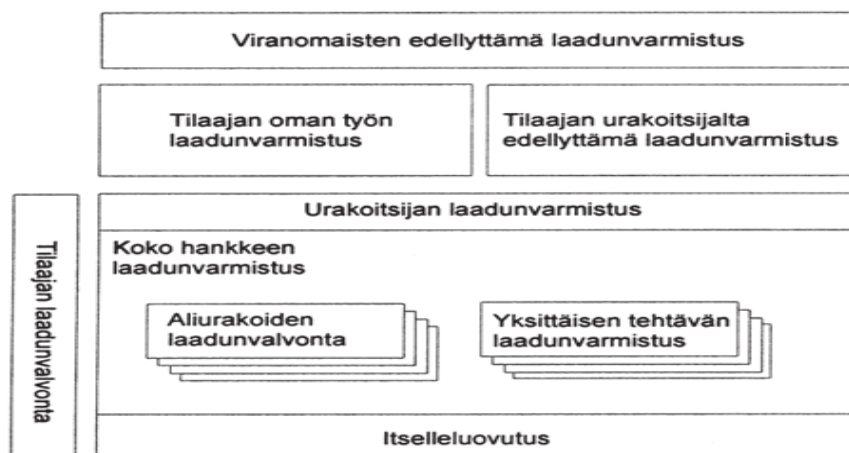 Viranomaisten edellyttämä laadunvarmistus
Tilaajan oman työn
laadunvarmistus
Tilaajan urakoitsijalta
edellyttämä laadunvarmistus
Tilaajan laadunvalvonta
Urakoitsijan laadunvarmistus
Koko hankkeen
laadunvarmistus
Aliurakoiden
laadunvalvonta
Yksittäisen tehtävän
laadunvarmistus
Itselleluovutus